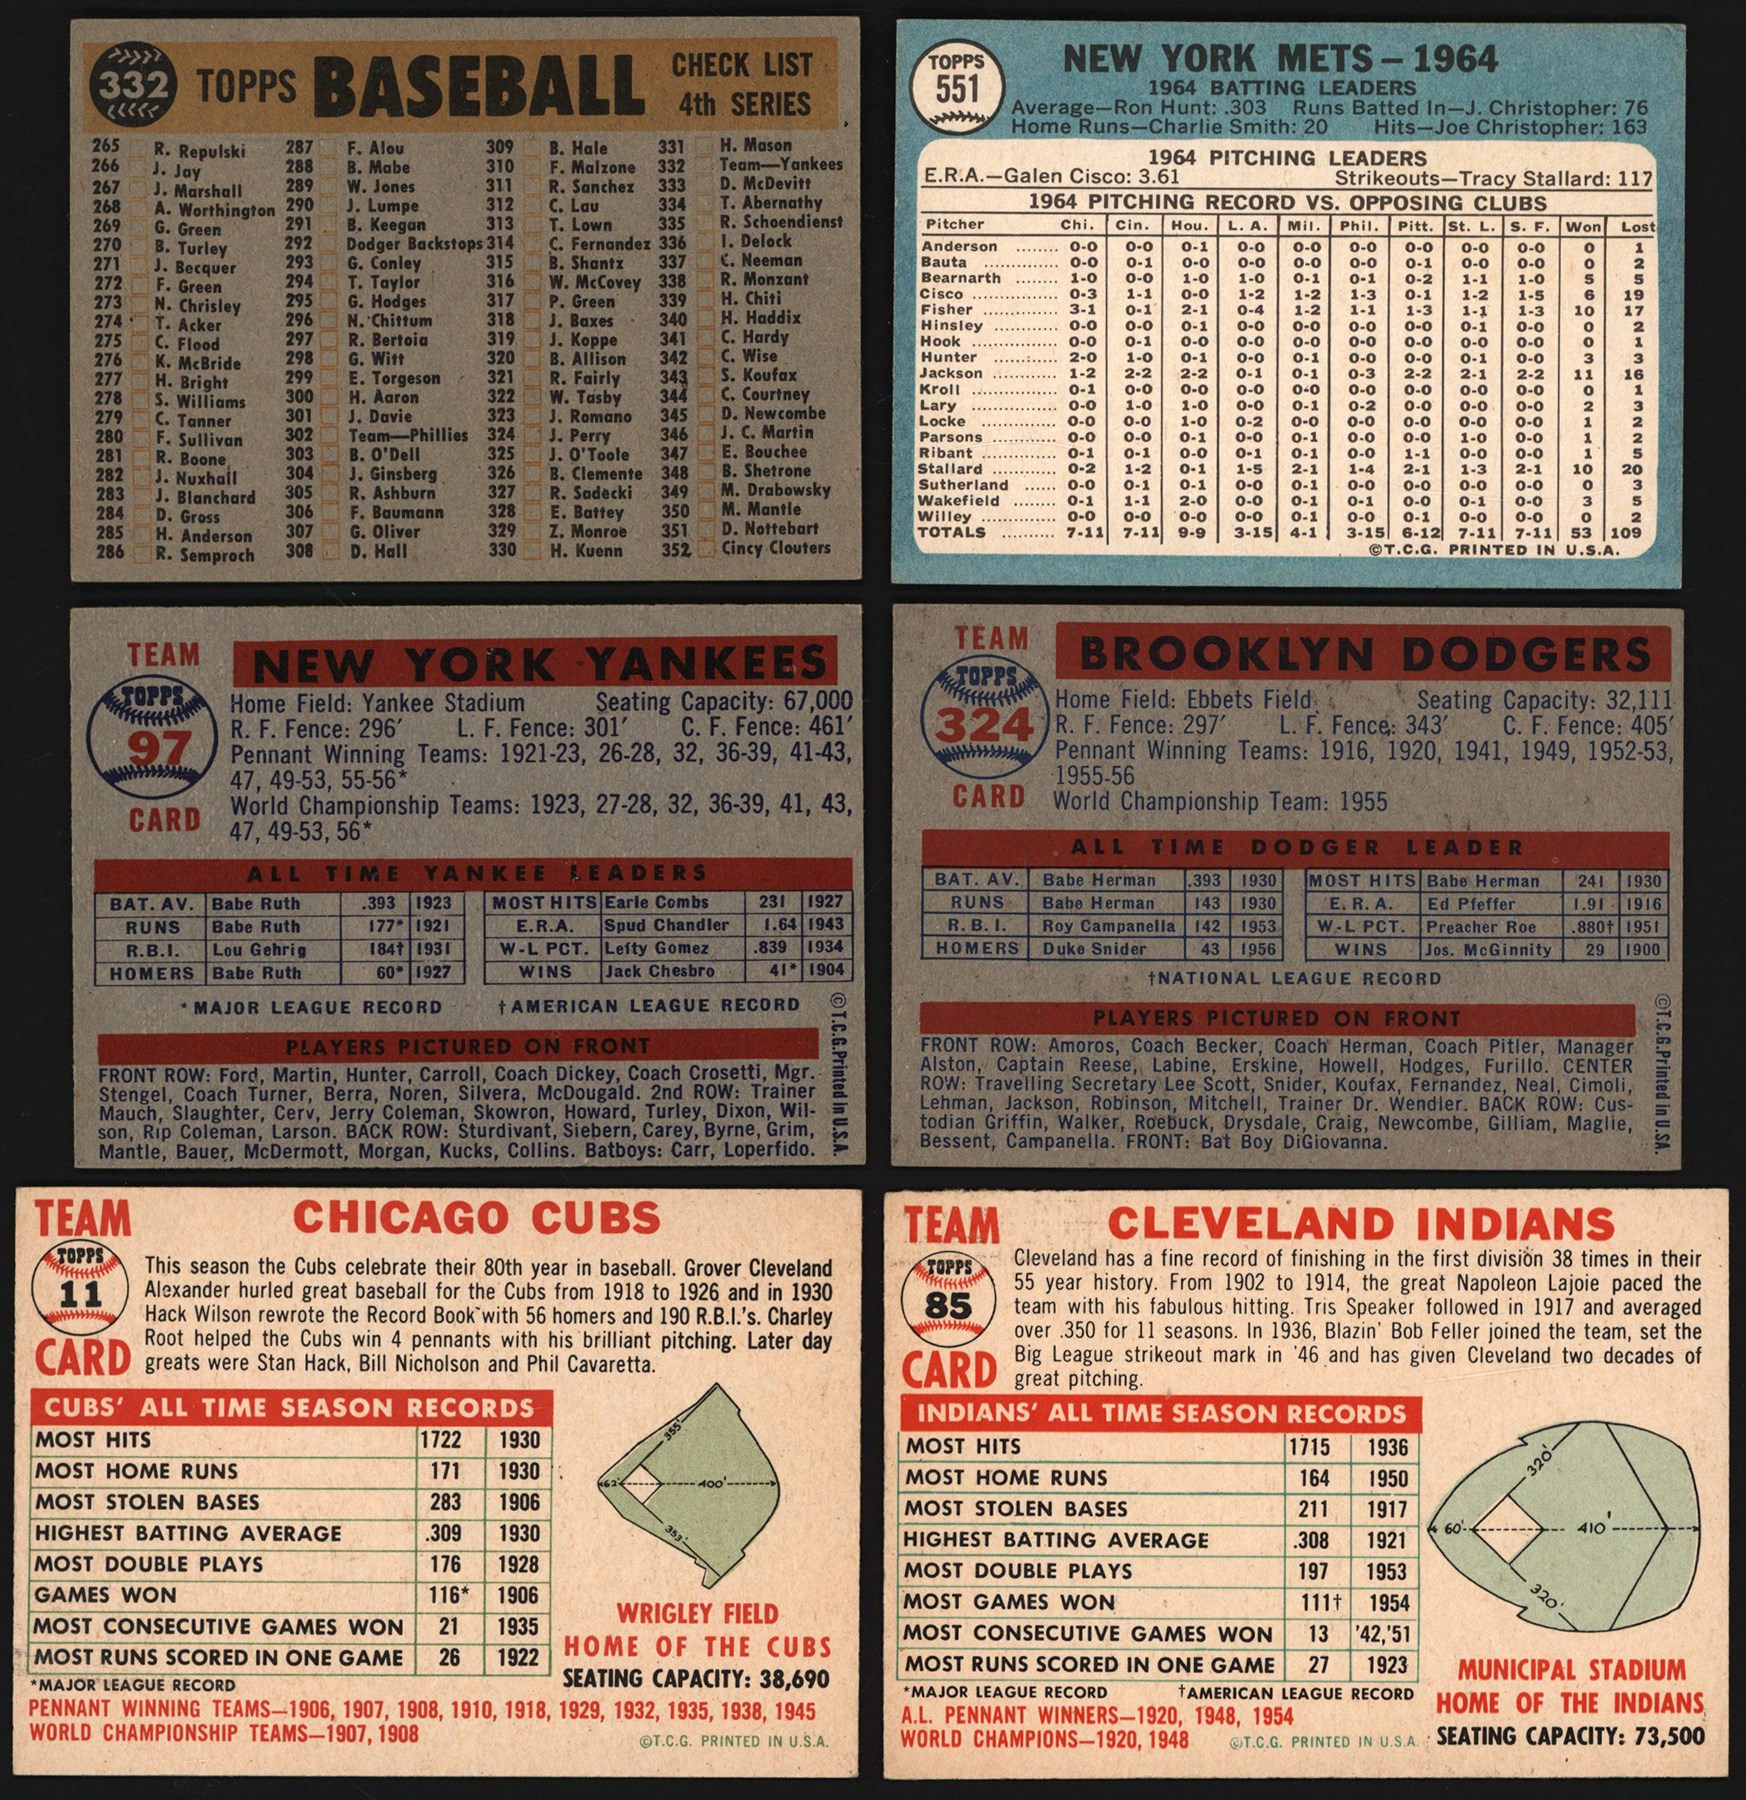 332 TOPPS BASEBALL CHECK LIST
4th SERIES
265 R. Repulski 287 F. Alou 309 B. Hale 331 H. Mason
266 J. Jay 288 B. Mabe 310 F. Malzone 332 Team—Yankees
267 J. Marshall 289 W. Jones 311 R. Sanchez 333 D. McDevitt
268 A. Worthington 290 J. Lumpe 312 C. Lau 334 T. Abernathy
269 G. Green 291 B. Keegan 313 T. Lown 335 R. Schoendienst
270 B. Turley 292 Dodger Backstops 314 C. Fernandez 336 I. Delock
271 J. Becquer 293 G. Conley 315 B. Shantz 337 C. Neeman
272 F. Green 294 T. Taylor 316 W. McCovey 338 R. Monzant
273 N. Chrisley 295 G. Hodges 317 P. Green 339 H. Chiti
274 T. Acker 296 N. Chittum 318 J. Baxes 340 H. Haddix
275 C. Flood 297 R. Bertoia 319 J. Koppe 341 C. Hardy
276 K. McBride 298 G. Witt 320 B. Allison 342 C. Wise
277 H. Bright 299 E. Torgeson 321 R. Fairly 343 S. Koufax
278 S. Williams 300 H. Aaron 322 W. Tasby 344 C. Courtney
279 C. Tanner 301 J. Davie 323 J. Romano 345 D. Newcombe
280 F. Sullivan 302 Team—Phillies 324 J. Perry 346 J. C. Martin
281 R. Boone 303 B. O'Dell 325 J. O'Toole 347 E. Bouchee
282 J. Nuxhall 304 J. Ginsberg 326 B. Clemente 348 B. Shetrone
283 J. Blanchard 305 R. Ashburn 327 R. Sadecki 349 M. Drabowsky
284 D. Gross 306 F. Baumann 328 E. Battey 350 M. Mantle
285 H. Anderson 307 G. Oliver 329 Z. Monroe 351 D. Nottebart
286 R. Semproch 308 D. Hall 330 H. Kuenn 352 Cincy Clouters
TOPPS
551
NEW YORK METS – 1964
1964 BATTING LEADERS
Average—Ron Hunt: .303 Runs Batted In—J. Christopher: 76
Home Runs—Charlie Smith: 20 Hits—Joe Christopher: 163
1964 PITCHING LEADERS
E.R.A.—Galen Cisco: 3.61 Strikeouts—Tracy Stallard: 117
1964 PITCHING RECORD VS. OPPOSING CLUBS
Pitcher Chi. Cin. Hou. L. A. Mil. Phil. Pitt. St. L. S. F. Won Lost
Anderson ........ 0-0 0-0 0-1 0-0 0-0 0-0 0-0 0-0 0-0 0 1
Bauta .............. 0-0 0-1 0-0 0-0 0-0 0-0 0-1 0-0 0-0 0 2
Bearnarth ........ 1-0 0-0 1-0 1-0 0-1 0-1 0-2 1-1 1-0 5 5
Cisco .............. 0-3 1-1 0-0 1-2 1-2 1-3 0-1 1-2 1-5 6 19
Fisher .............. 3-1 0-1 2-1 0-4 1-2 1-1 1-3 1-1 1-3 10 17
Hinsley ............ 0-0 0-0 0-1 0-0 0-0 0-0 0-0 0-1 0-0 0 2
Hook .............. 0-0 0-1 0-0 0-0 0-0 0-0 0-0 0-0 0-0 0 1
Hunter ............ 2-0 1-0 0-1 0-0 0-1 0-0 0-0 0-1 0-0 3 3
Jackson .......... 1-2 2-2 2-2 0-1 0-1 0-3 2-2 2-1 2-2 11 16
Kroll .............. 0-1 0-0 0-0 0-0 0-0 0-0 0-0 0-0 0-0 0 1
Lary .............. 0-0 1-0 1-0 0-0 0-1 0-2 0-0 0-0 0-0 2 3
Locke .............. 0-0 0-0 1-0 0-2 0-0 0-0 0-0 0-0 0-0 1 2
Parsons .......... 0-0 0-0 0-1 0-0 0-1 0-0 0-0 1-0 0-0 1 2
Ribant ............ 0-1 0-1 0-1 0-1 0-0 0-1 1-1 0-0 0-0 1 5
Stallard .......... 0-2 1-2 0-1 1-5 2-1 1-4 2-1 1-3 2-1 10 20
Sutherland ...... 0-0 0-1 0-1 0-1 0-0 0-0 0-0 0-0 0-0 0 3
Wakefield ........ 0-1 1-1 2-0 0-0 0-1 0-1 0-0 0-1 0-0 3 5
Willey ............ 0-0 0-0 0-0 0-0 0-1 0-0 0-1 0-0 0-0 0 2
TOTALS .......... 7-11 7-11 9-9 3-15 4-1 3-15 6-12 7-11 7-11 53 109
©T.C.G. PRINTED IN U.S.A.
TEAM
TOPPS
97
CARD
NEW YORK YANKEES
Home Field: Yankee Stadium Seating Capacity: 67,000
R. F. Fence: 296' L. F. Fence: 301' C. F. Fence: 461'
Pennant Winning Teams: 1921-23, 26-28, 32, 36-39, 41-43,
47, 49-53, 55-56*
World Championship Teams: 1923, 27-28, 32, 36-39, 41, 43,
47, 49-53, 56*
ALL TIME YANKEE LEADERS
BAT. AV. Babe Ruth .393 1923 MOST HITS Earle Combs 231 1927
RUNS Babe Ruth 177* 1921 E.R.A. Spud Chandler 1.64 1943
R.B.I. Lou Gehrig 184† 1931 W-L PCT. Lefty Gomez .839 1934
HOMERS Babe Ruth 60* 1927 WINS Jack Chesbro 41* 1904
*MAJOR LEAGUE RECORD †AMERICAN LEAGUE RECORD
PLAYERS PICTURED ON FRONT
FRONT ROW: Ford, Martin, Hunter, Carroll, Coach Dickey, Coach Crosetti, Mgr.
Stengel, Coach Turner, Berra, Noren, Silvera, McDougald. 2nd ROW: Trainer
Mauch, Slaughter, Cerv, Jerry Coleman, Skowron, Howard, Turley, Dixon, Wil-
son, Rip Coleman, Larson. BACK ROW: Sturdivant, Siebern, Carey, Byrne, Grim,
Mantle, Bauer, McDermott, Morgan, Kucks, Collins. Batboys: Carr, Loperfido.
©T.C.G. Printed in U.S.A.
TEAM
TOPPS
324
CARD
BROOKLYN DODGERS
Home Field: Ebbets Field Seating Capacity: 32,111
R. F. Fence: 297' L. F. Fence: 343' C. F. Fence: 405'
Pennant Winning Teams: 1916, 1920, 1941, 1949, 1952-53,
1955-56
World Championship Team: 1955
ALL TIME DODGER LEADER
BAT. AV. Babe Herman .393 1930 MOST HITS Babe Herman 241 1930
RUNS Babe Herman 143 1930 E. R. A. Ed Pfeffer 1.91 1916
R. B. I. Roy Campanella 142 1953 W-L PCT. Preacher Roe .880† 1951
HOMERS Duke Snider 43 1956 WINS Jos. McGinnity 29 1900
†NATIONAL LEAGUE RECORD
PLAYERS PICTURED ON FRONT
FRONT ROW: Amoros, Coach Becker, Coach Herman, Coach Pitler, Manager
Alston, Captain Reese, Labine, Erskine, Howell, Hodges, Furillo. CENTER
ROW: Travelling Secretary Lee Scott, Snider, Koufax, Fernandez, Neal, Cimoli,
Lehman, Jackson, Robinson, Mitchell, Trainer Dr. Wendler. BACK ROW: Cus-
todian Griffin, Walker, Roebuck, Drysdale, Craig, Newcombe, Gilliam, Maglie,
Bessent, Campanella. FRONT: Bat Boy DiGiovanna.
©T.C.G. Printed in U.S.A.
TEAM
TOPPS
11
CARD
CHICAGO CUBS
This season the Cubs celebrate their 80th year in baseball. Grover Cleveland
Alexander hurled great baseball for the Cubs from 1918 to 1926 and in 1930
Hack Wilson rewrote the Record Book with 56 homers and 190 R.B.I.'s. Charley
Root helped the Cubs win 4 pennants with his brilliant pitching. Later day
greats were Stan Hack, Bill Nicholson and Phil Cavaretta.
CUBS' ALL TIME SEASON RECORDS
MOST HITS 1722 1930
MOST HOME RUNS 171 1930
MOST STOLEN BASES 283 1906
HIGHEST BATTING AVERAGE .309 1930
MOST DOUBLE PLAYS 176 1928
GAMES WON 116* 1906
MOST CONSECUTIVE GAMES WON 21 1935
MOST RUNS SCORED IN ONE GAME 26 1922
*MAJOR LEAGUE RECORD
355'
62' 400'
353'
WRIGLEY FIELD
HOME OF THE CUBS
SEATING CAPACITY: 38,690
PENNANT WINNING TEAMS—1906, 1907, 1908, 1910, 1918, 1929, 1932, 1935, 1938, 1945
WORLD CHAMPIONSHIP TEAMS—1907, 1908
©T.C.G. PRINTED IN U.S.A.
TEAM
TOPPS
85
CARD
CLEVELAND INDIANS
Cleveland has a fine record of finishing in the first division 38 times in their
55 year history. From 1902 to 1914, the great Napoleon Lajoie paced the
team with his fabulous hitting. Tris Speaker followed in 1917 and averaged
over .350 for 11 seasons. In 1936, Blazin' Bob Feller joined the team, set the
Big League strikeout mark in '46 and has given Cleveland two decades of
great pitching.
INDIANS' ALL TIME SEASON RECORDS
MOST HITS 1715 1936
MOST HOME RUNS 164 1950
MOST STOLEN BASES 211 1917
HIGHEST BATTING AVERAGE .308 1921
MOST DOUBLE PLAYS 197 1953
MOST GAMES WON 111† 1954
MOST CONSECUTIVE GAMES WON 13 '42,'51
MOST RUNS SCORED IN ONE GAME 27 1923
*MAJOR LEAGUE RECORD †AMERICAN LEAGUE RECORD
320'
60' 410'
320'
MUNICIPAL STADIUM
HOME OF THE INDIANS
SEATING CAPACITY: 73,500
A.L. PENNANT WINNERS—1920, 1948, 1954
WORLD CHAMPIONS—1920, 1948
©T.C.G. PRINTED IN U.S.A.